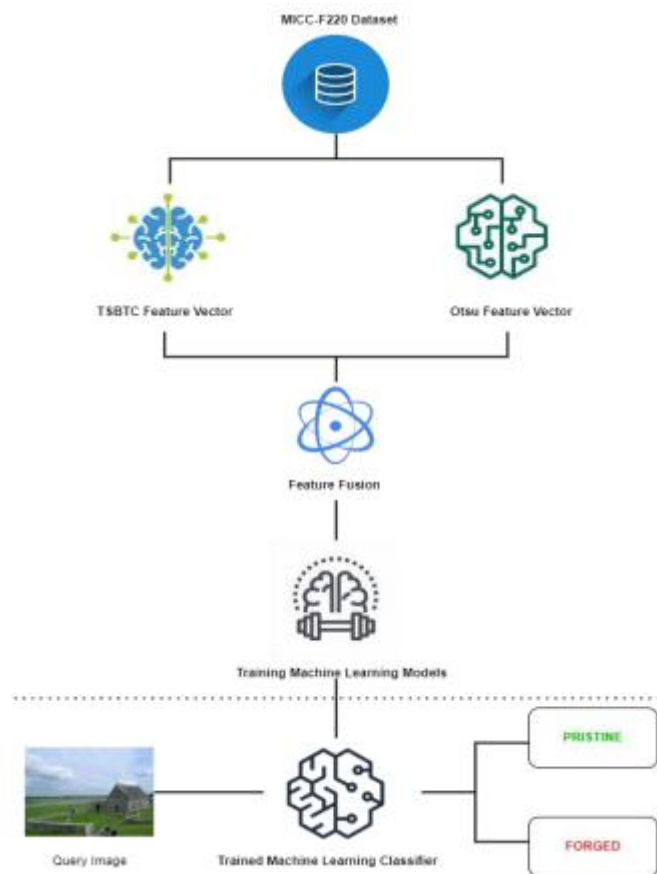 MICC-F220 Dataset
TSBTC Feature Vector
Otsu Feature Vector
Feature Fusion
Training Machine Learning Models
PRISTINE
Query Image
Trained Machine Learning Classifier
FORGED